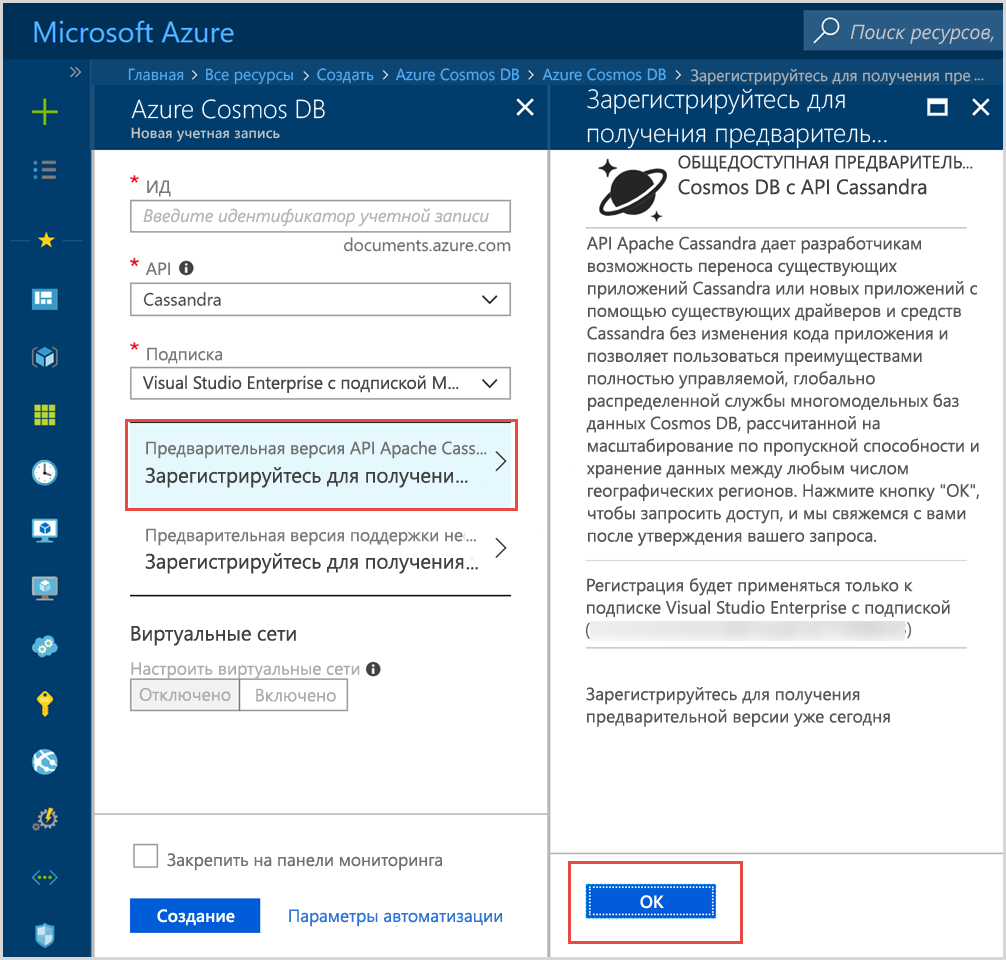 Microsoft Azure
Поиск ресурсов,
Главная > Все ресурсы > Создать > Azure Cosmos DB > Azure Cosmos DB > Зарегистрируйтесь для получения пре ...
Azure Cosmos DB
Новая учетная запись
* ИД
Введите идентификатор учетной записи
documents.azure.com
* API
Cassandra
* Подписка
Visual Studio Enterprise с подпиской M...
Предварительная версия API Apache Cass...
Зарегистрируйтесь для получени...
Предварительная версия поддержки не...
Зарегистрируйтесь для получения...
Виртуальные сети
Настроить виртуальные сети
Отключено Включено
Закрепить на панели мониторинга
Создание Параметры автоматизации
Зарегистрируйтесь для
получения предваритель...
ОБЩЕДОСТУПНАЯ ПРЕДВАРИТЕЛЬ...
Cosmos DB с API Cassandra
API Apache Cassandra дает разработчикам
возможность переноса существующих
приложений Cassandra или новых приложений с
помощью существующих драйверов и средств
Cassandra без изменения кода приложения и
позволяет пользоваться преимуществами
полностью управляемой, глобально
распределенной службы многомодельных баз
данных Cosmos DB, рассчитанной на
масштабирование по пропускной способности и
хранение данных между любым числом
географических регионов. Нажмите кнопку "ОК",
чтобы запросить доступ, и мы свяжемся с вами
после утверждения вашего запроса.
Регистрация будет применяться только к
подписке Visual Studio Enterprise с подпиской
( )
Зарегистрируйтесь для получения
предварительной версии уже сегодня
ОК